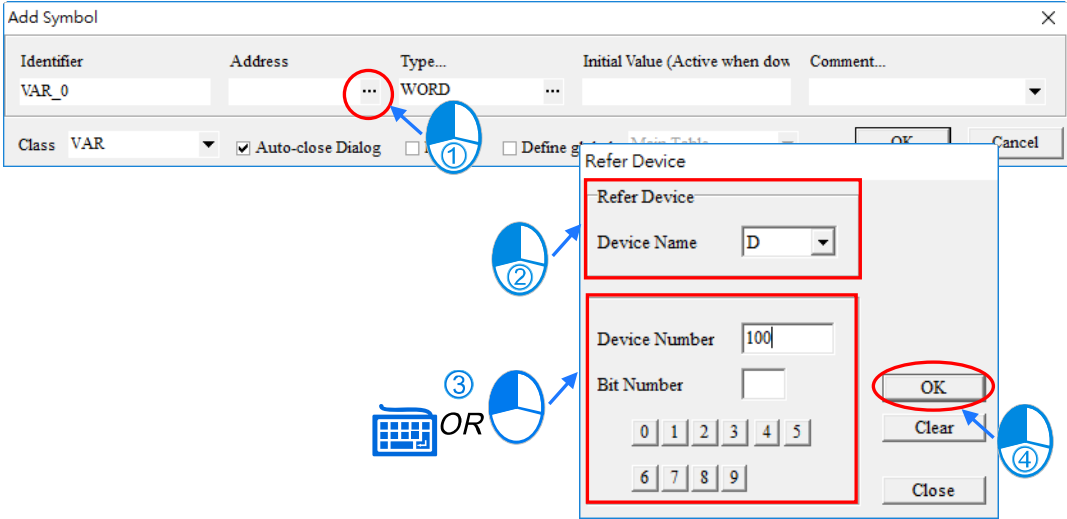 Add Symbol
Identifier Address Type... Initial Value (Active when dow Comment...
VAR_0 ... WORD ...
Class VAR Auto-close Dialog Define Cancel
①
Refer Device
Refer Device
Device Name D
②
Device Number 100
Bit Number
③
OR
0 1 2 3 4 5
6 7 8 9
OK
Clear
④
Close